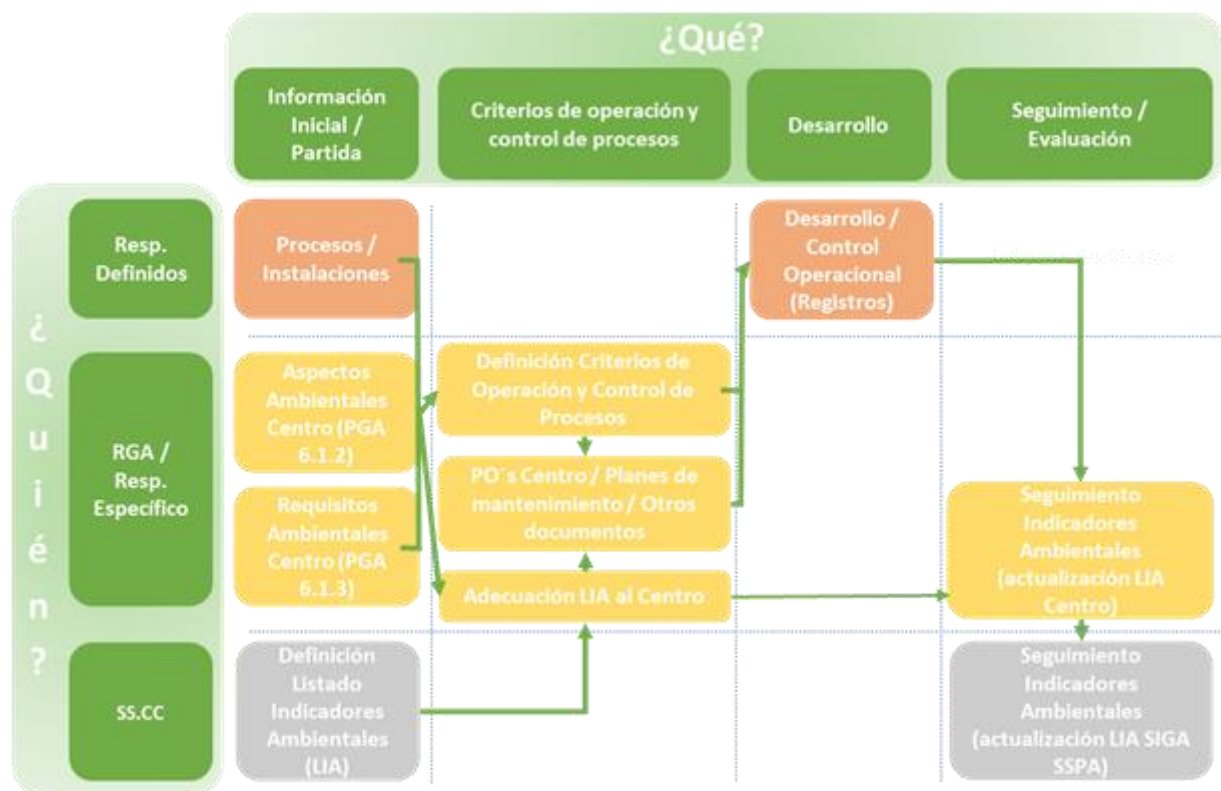 ¿Qué?
Información
Inicial /
Partida
Criterios de operación y
control de procesos
Desarrollo
Seguimiento /
Evaluación
¿Quién?
Resp.
Definidos
Procesos /
Instalaciones
Desarrollo /
Control
Operacional
(Registros)
RGA /
Resp.
Específico
Aspectos
Ambientales
Centro (PGA
6.1.2)
Requisitos
Ambientales
Centro (PGA
6.1.3)
Definición Criterios de
Operación y Control de
Procesos
PO´s Centro / Planes de
mantenimiento / Otros
documentos
Adecuación LIA al Centro
Seguimiento
Indicadores
Ambientales
(actualización LIA
Centro)
SS.CC
Definición
Listado
Indicadores
Ambientales
(LIA)
Seguimiento
Indicadores
Ambientales
(actualización LIA SIGA
SSPA)